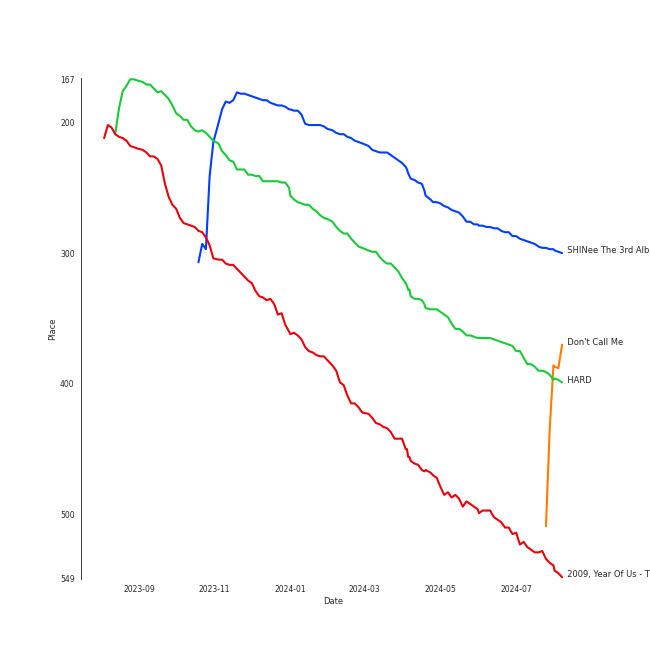 167
200
300
400
500
549
Place
2023-09
2023-11
2024-01
2024-03
2024-05
2024-07
Date
SHINee The 3rd Alb
Don't Call Me
HARD
2009, Year Of Us - T